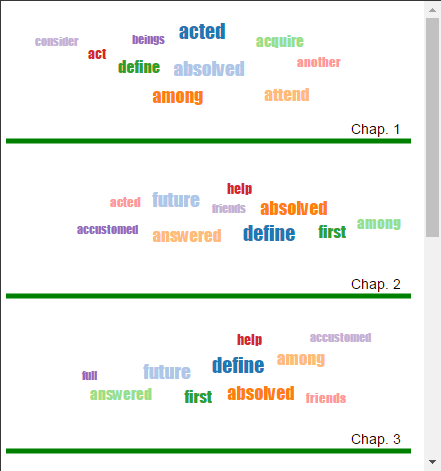 acted
consider beings acquire
act
define absolved another
among attend
Chap. 1
help
acted future friends absolved
accustomed answered define first among
Chap. 2
help accustomed
full future define among
answered first absolved friends
Chap. 3